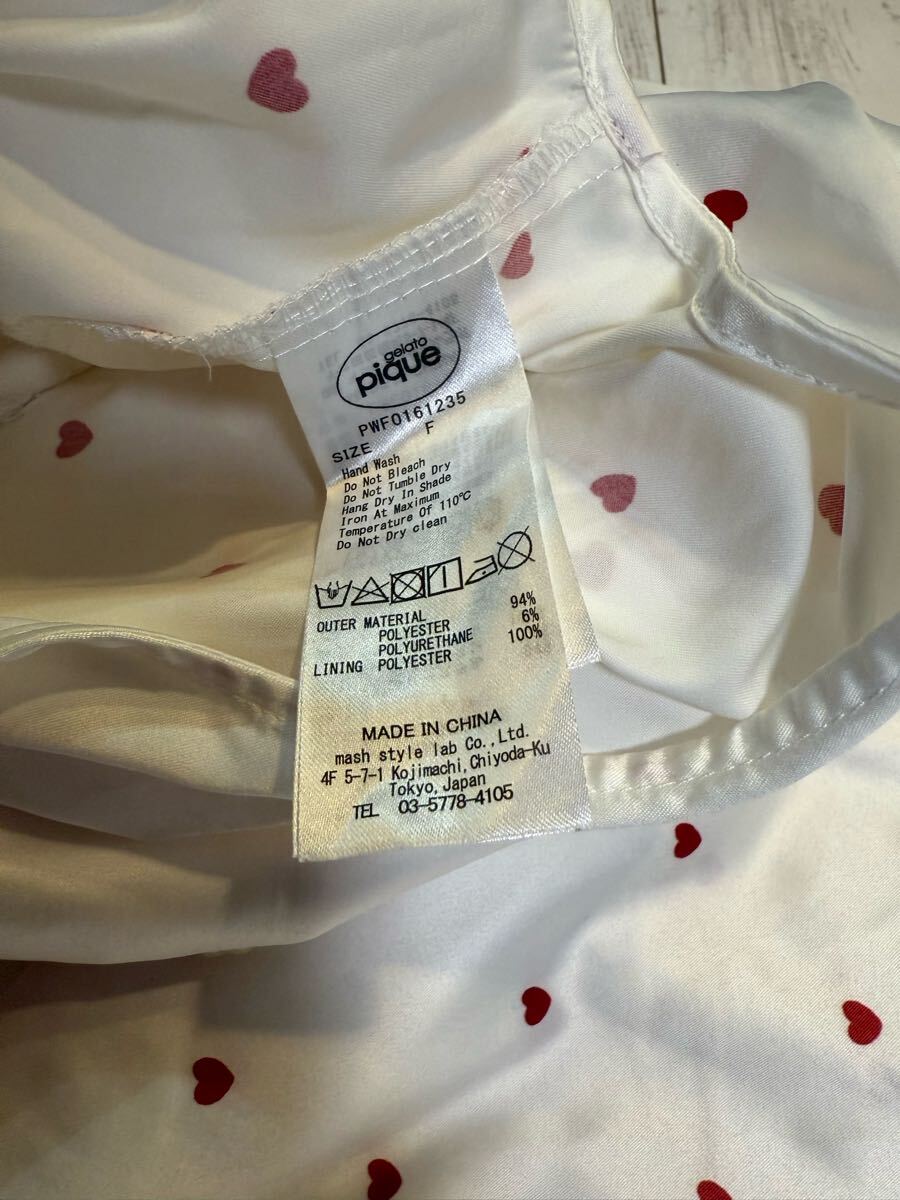 gelato
pique
PWF0161235
SIZE F
Hand Wash
Do Not Bleach
Do Not Tumble Dry
Hang Dry In Shade
Iron At Maximum
Temperature Of 110℃
Do Not Dry clean
OUTER MATERIAL
POLYESTER 94%
POLYURETHANE 6%
LINING POLYESTER 100%
MADE IN CHINA
mash style lab Co.,Ltd.
4F 5-7-1 Kojimachi,Chiyoda-Ku
Tokyo,Japan
TEL 03-5778-4105